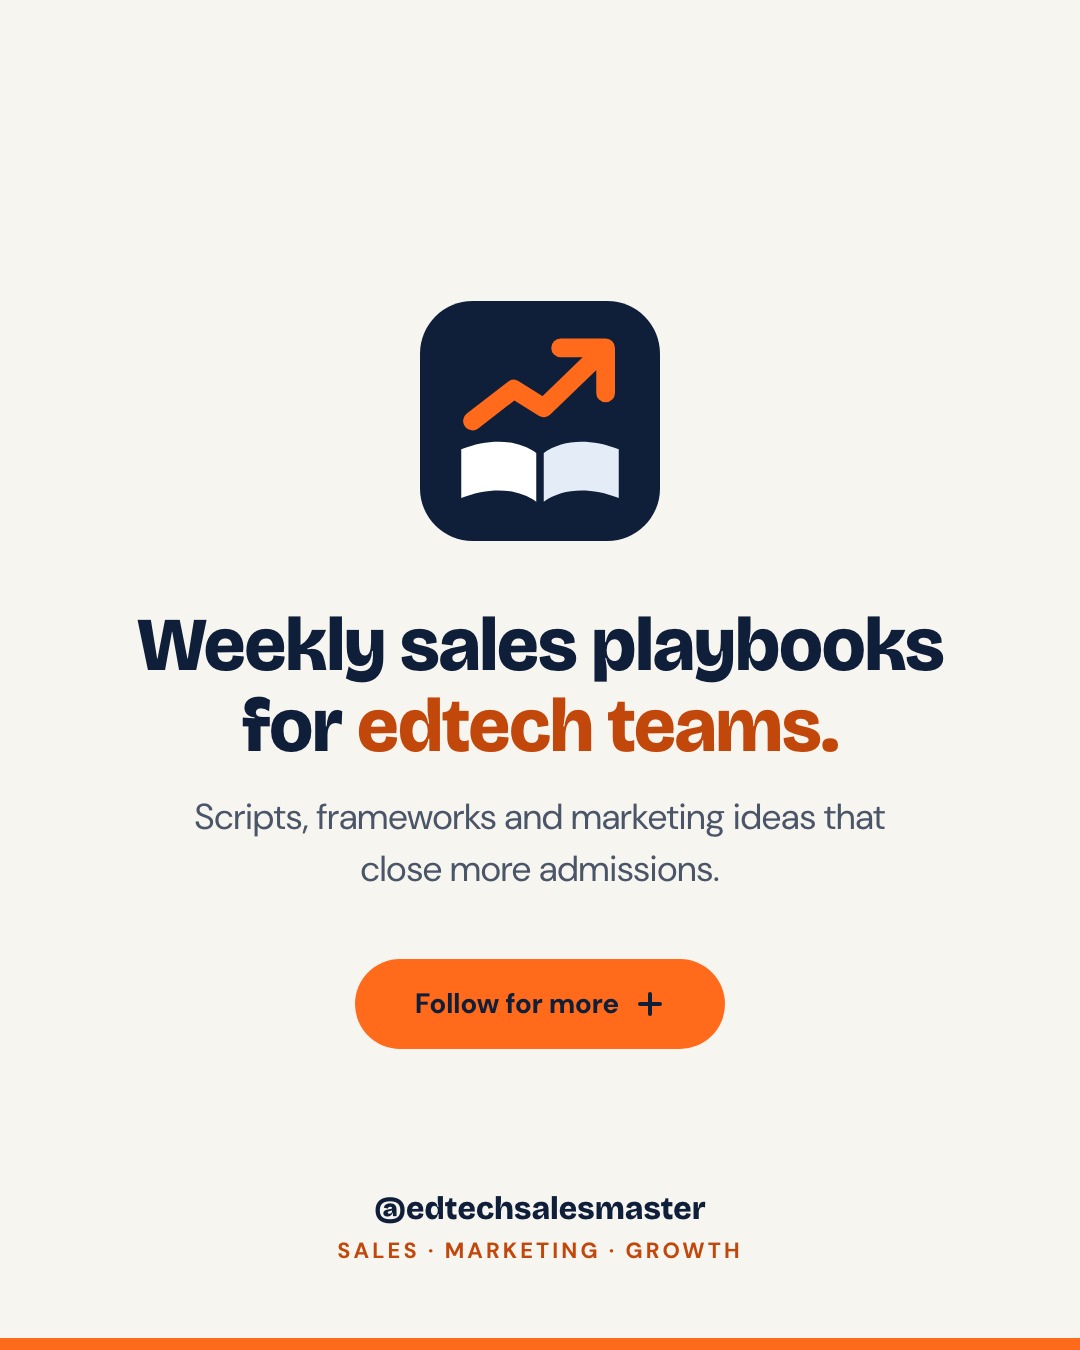 Weekly sales playbooks
for edtech teams.
Scripts, frameworks and marketing ideas that
close more admissions.
Follow for more +
@edtechsalesmaster
SALES · MARKETING · GROWTH